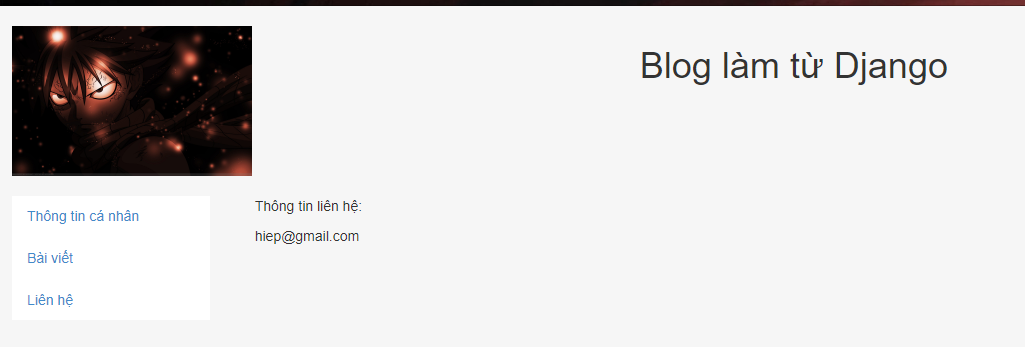 Blog làm từ Django
Thông tin cá nhân
Bài viết
Liên hệ
Thông tin liên hệ:
hiep@gmail.com